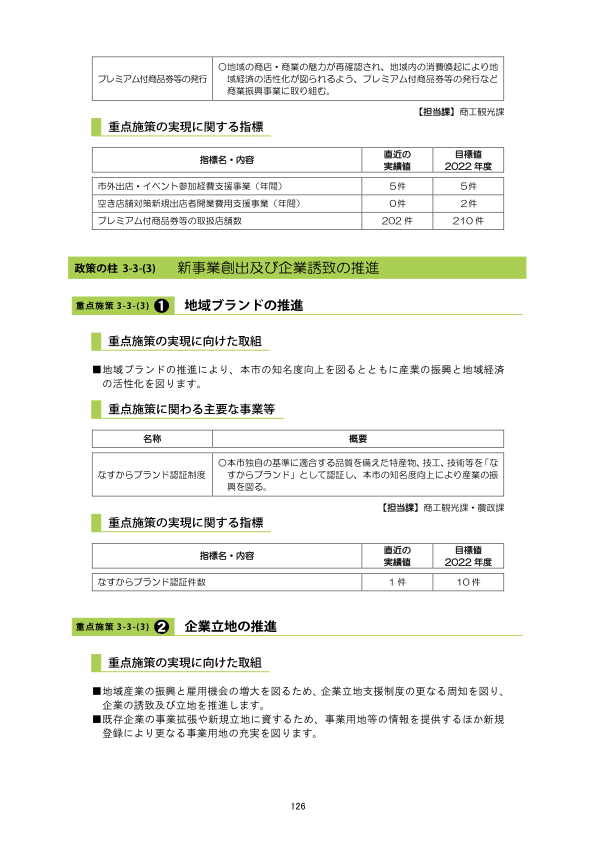 プレミアム付商品券等の発行
○地域の商店・商業の魅力が再確認され、地域内の消費喚起により地
域経済の活性化が図られるよう、プレミアム付商品券等の発行など
商業振興事業に取り組む。
【担当課】商工観光課
重点施策の実現に関する指標
指標名・内容 直近の実績値 目標値2022年度
市外出店・イベント参加経費支援事業（年間） 5件 5件
空き店舗対策新規出店者開業費用支援事業（年間） 0件 2件
プレミアム付商品券等の取扱店舗数 202件 210件
政策の柱 3-3-(3) 新事業創出及び企業誘致の推進
重点施策 3-3-(3) ❶ 地域ブランドの推進
重点施策の実現に向けた取組
■地域ブランドの推進により、本市の知名度向上を図るとともに産業の振興と地域経済
の活性化を図ります。
重点施策に関わる主要な事業等
名称 概要
なすからブランド認証制度
○本市独自の基準に適合する品質を備えた特産物、技工、技術等を「な
すからブランド」として認証し、本市の知名度向上により産業の振
興を図る。
【担当課】商工観光課・農政課
重点施策の実現に関する指標
指標名・内容 直近の実績値 目標値2022年度
なすからブランド認証件数 1件 10件
重点施策 3-3-(3) ❷ 企業立地の推進
重点施策の実現に向けた取組
■地域産業の振興と雇用機会の増大を図るため、企業立地支援制度の更なる周知を図り、
企業の誘致及び立地を推進します。
■既存企業の事業拡張や新規立地に資するため、事業用地等の情報を提供するほか新規
登録により更なる事業用地の充実を図ります。
126